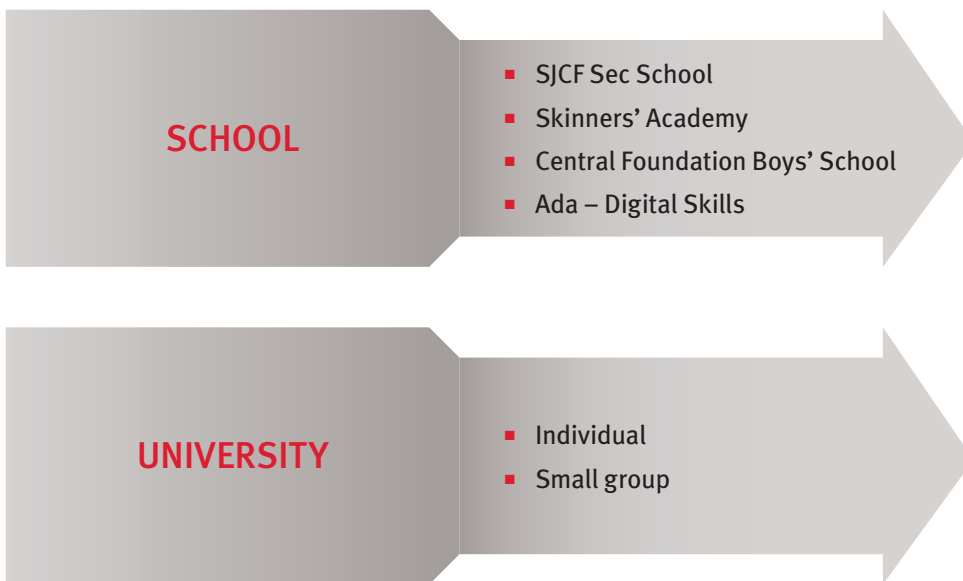 SCHOOL
▪ SJCF Sec School
▪ Skinners’ Academy
▪ Central Foundation Boys’ School
▪ Ada – Digital Skills
UNIVERSITY
▪ Individual
▪ Small group